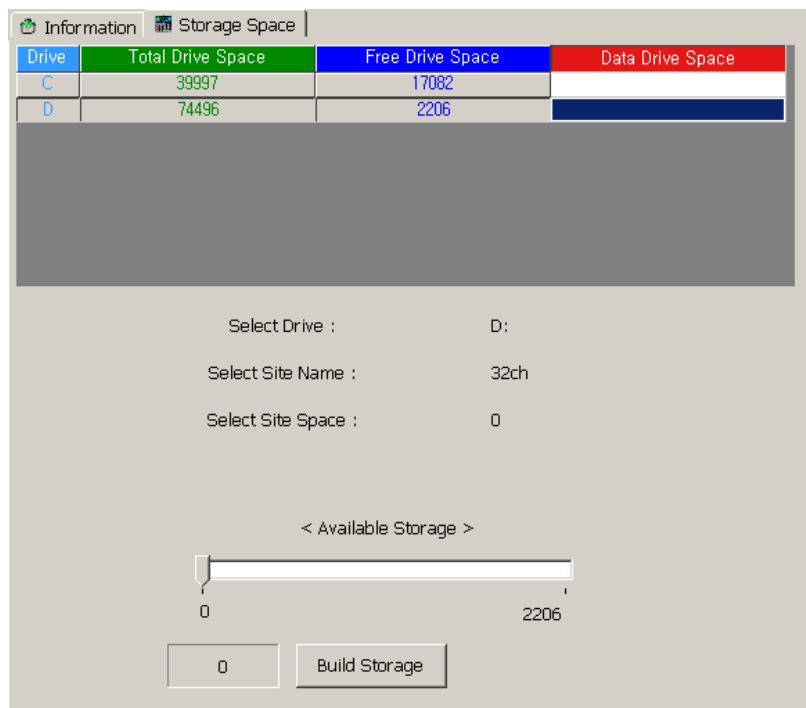 Information Storage Space
Drive Total Drive Space Free Drive Space Data Drive Space
C 39997 17082
D 74496 2206
Select Drive : D:
Select Site Name : 32ch
Select Site Space : 0
< Available Storage >
0 2206
0 Build Storage